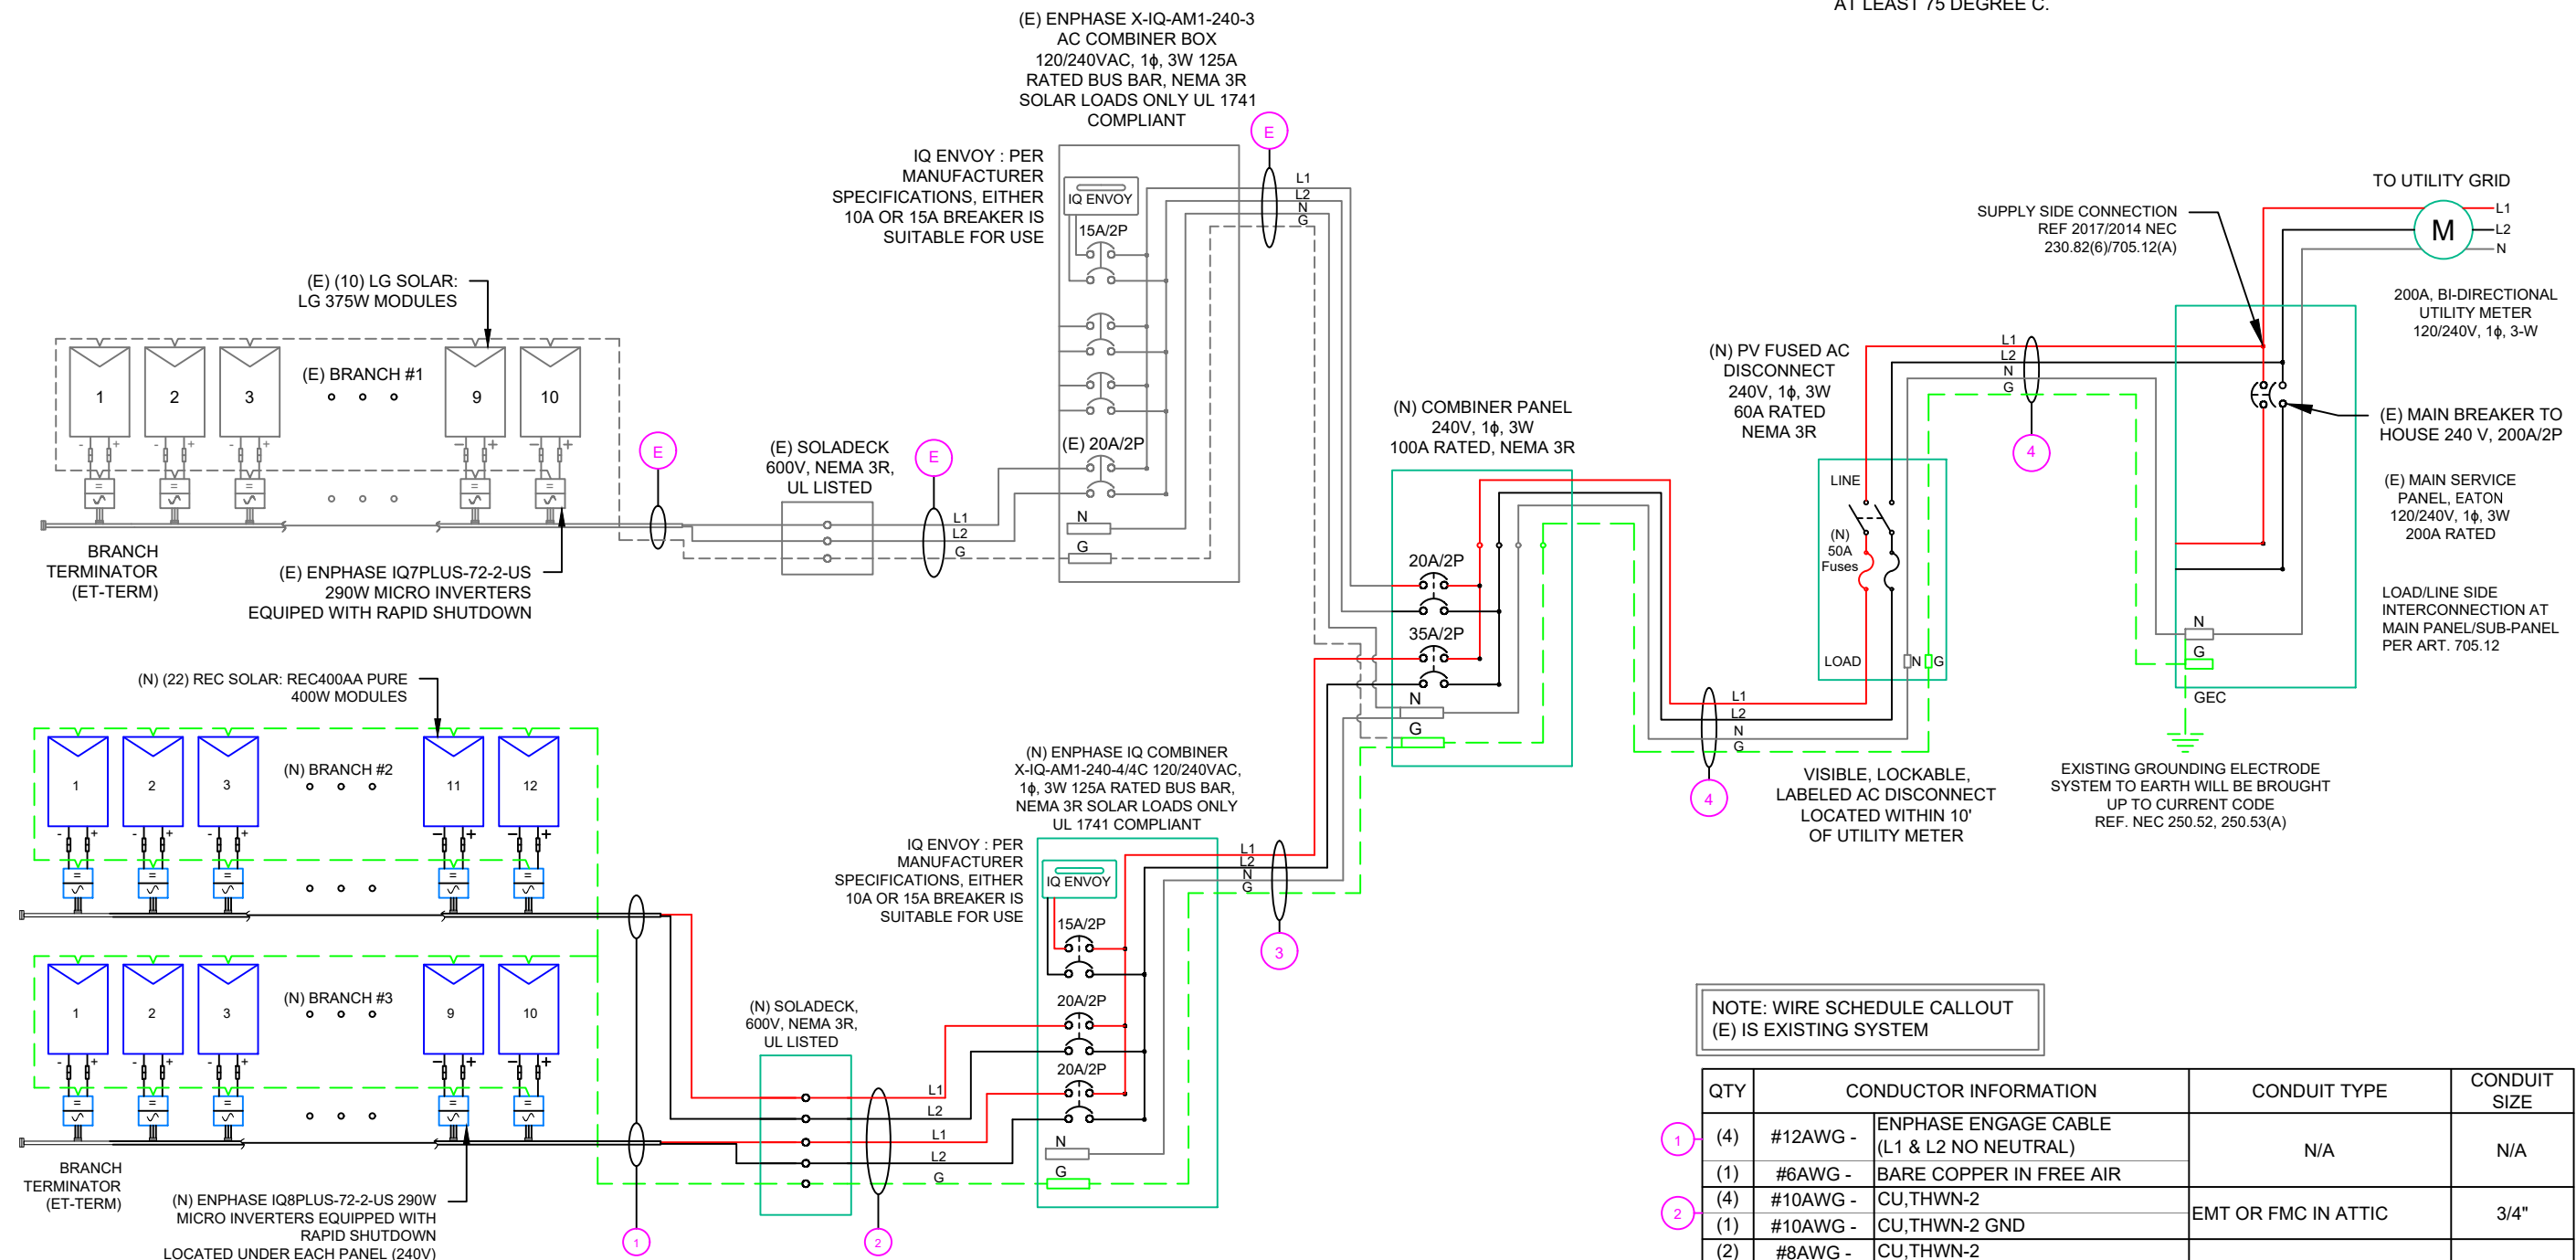 AT LEAST 75 DEGREE C.
(E) ENPHASE X-IQ-AM1-240-3
AC COMBINER BOX
120/240VAC, 1ϕ, 3W 125A
RATED BUS BAR, NEMA 3R
SOLAR LOADS ONLY UL 1741
COMPLIANT
E
IQ ENVOY : PER
MANUFACTURER
SPECIFICATIONS, EITHER
10A OR 15A BREAKER IS
SUITABLE FOR USE
IQ ENVOY
15A/2P
(E) 20A/2P
N
G
L1
L2
N
G
(E) (10) LG SOLAR:
LG 375W MODULES
1
2
3
(E) BRANCH #1
9
10
- +
- +
- +
- +
- +
=
=
=
=
=
BRANCH
TERMINATOR
(ET-TERM)
(E) ENPHASE IQ7PLUS-72-2-US
290W MICRO INVERTERS
EQUIPED WITH RAPID SHUTDOWN
E
(E) SOLADECK
600V, NEMA 3R,
UL LISTED
E
L1
L2
G
(N) COMBINER PANEL
240V, 1ϕ, 3W
100A RATED, NEMA 3R
20A/2P
35A/2P
N
G
(N) PV FUSED AC
DISCONNECT
240V, 1ϕ, 3W
60A RATED
NEMA 3R
LINE
(N)
50A
Fuses
LOAD
N G
L1
L2
N
G
4
L1
L2
N
G
4
VISIBLE, LOCKABLE,
LABELED AC DISCONNECT
LOCATED WITHIN 10'
OF UTILITY METER
SUPPLY SIDE CONNECTION
REF 2017/2014 NEC
230.82(6)/705.12(A)
TO UTILITY GRID
M
L1
L2
N
200A, BI-DIRECTIONAL
UTILITY METER
120/240V, 1ϕ, 3-W
(E) MAIN BREAKER TO
HOUSE 240 V, 200A/2P
(E) MAIN SERVICE
PANEL, EATON
120/240V, 1ϕ, 3W
200A RATED
LOAD/LINE SIDE
INTERCONNECTION AT
MAIN PANEL/SUB-PANEL
PER ART. 705.12
N
G
GEC
EXISTING GROUNDING ELECTRODE
SYSTEM TO EARTH WILL BE BROUGHT
UP TO CURRENT CODE
REF. NEC 250.52, 250.53(A)
(N) (22) REC SOLAR: REC400AA PURE
400W MODULES
1
2
3
(N) BRANCH #2
11
12
- +
- +
- +
- +
- +
=
=
=
=
=
1
2
3
(N) BRANCH #3
9
10
- +
- +
- +
- +
- +
=
=
=
=
=
BRANCH
TERMINATOR
(ET-TERM)
(N) ENPHASE IQ8PLUS-72-2-US 290W
MICRO INVERTERS EQUIPPED WITH
RAPID SHUTDOWN
LOCATED UNDER EACH PANEL (240V)
1
(N) SOLADECK,
600V, NEMA 3R,
UL LISTED
L1
L2
L1
L2
G
2
(N) ENPHASE IQ COMBINER
X-IQ-AM1-240-4/4C 120/240VAC,
1ϕ, 3W 125A RATED BUS BAR,
NEMA 3R SOLAR LOADS ONLY
UL 1741 COMPLIANT
IQ ENVOY : PER
MANUFACTURER
SPECIFICATIONS, EITHER
10A OR 15A BREAKER IS
SUITABLE FOR USE
IQ ENVOY
15A/2P
20A/2P
20A/2P
N
G
L1
L2
N
G
3
NOTE: WIRE SCHEDULE CALLOUT
(E) IS EXISTING SYSTEM
QTY CONDUCTOR INFORMATION CONDUIT TYPE CONDUIT
SIZE
1 (4) #12AWG - ENPHASE ENGAGE CABLE
(L1 & L2 NO NEUTRAL) N/A N/A
(1) #6AWG - BARE COPPER IN FREE AIR
2 (4) #10AWG - CU,THWN-2 EMT OR FMC IN ATTIC 3/4"
(1) #10AWG - CU,THWN-2 GND
(2) #8AWG - CU,THWN-2